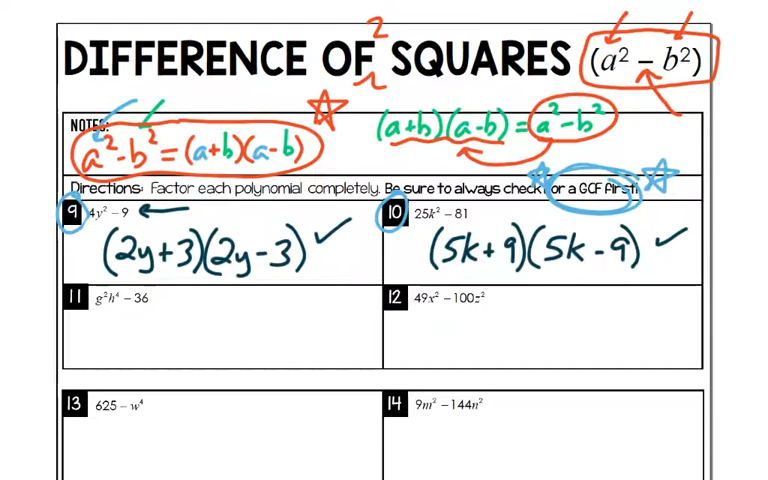 2
DIFFERENCE OF SQUARES (a² − b²)
2
NOTES:
a²-b² = (a+b)(a-b)
(a+b)(a-b) = a²-b²
Directions: Factor each polynomial completely. Be sure to always check for a GCF first!
9 4y² − 9
(2y+3)(2y-3) ✓
10 25k² − 81
(5k+9)(5k-9) ✓
11 g²h⁴ − 36
12 49x² − 100z²
13 625 − w⁴
14 9m² − 144n²